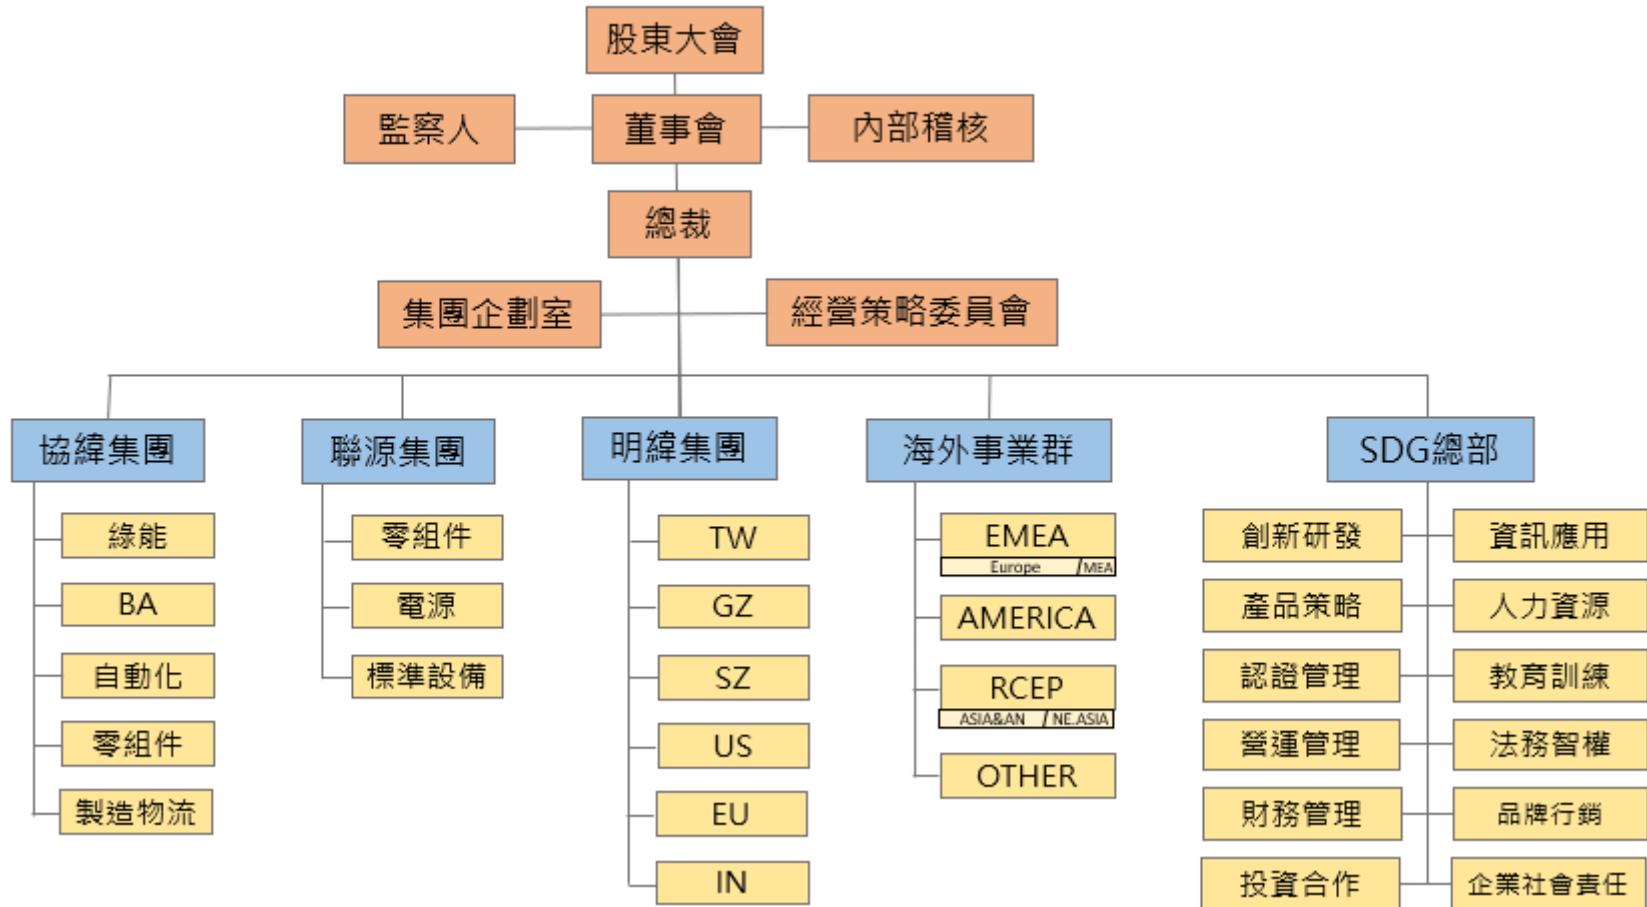 股東大會
監察人
董事會
內部稽核
總裁
集團企劃室
經營策略委員會
協緯集團
聯源集團
明緯集團
海外事業群
SDG總部
綠能
BA
自動化
零組件
製造物流
零組件
電源
標準設備
TW
GZ
SZ
US
EU
IN
EMEA
Europe /MEA
AMERICA
RCEP
ASIA&AN / NE.ASIA
OTHER
創新研發
資訊應用
產品策略
人力資源
認證管理
教育訓練
營運管理
法務智權
財務管理
品牌行銷
投資合作
企業社會責任